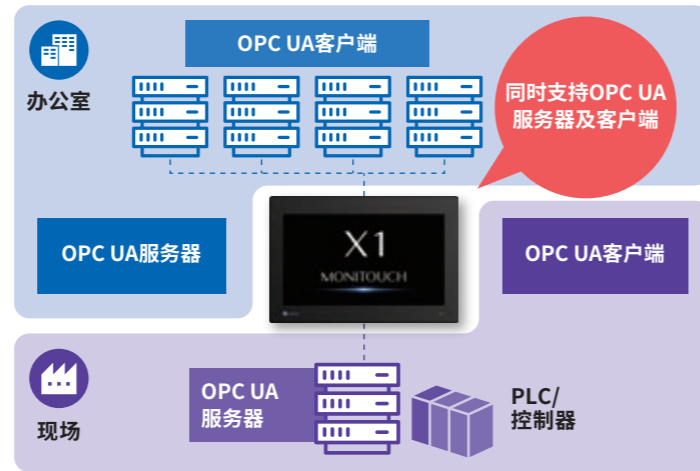 OPC UA客户端
办公室
同时支持OPC UA
服务器及客户端
OPC UA服务器
X1
MONITOUCH
OPC UA客户端
现场
OPC UA
服务器
PLC/
控制器